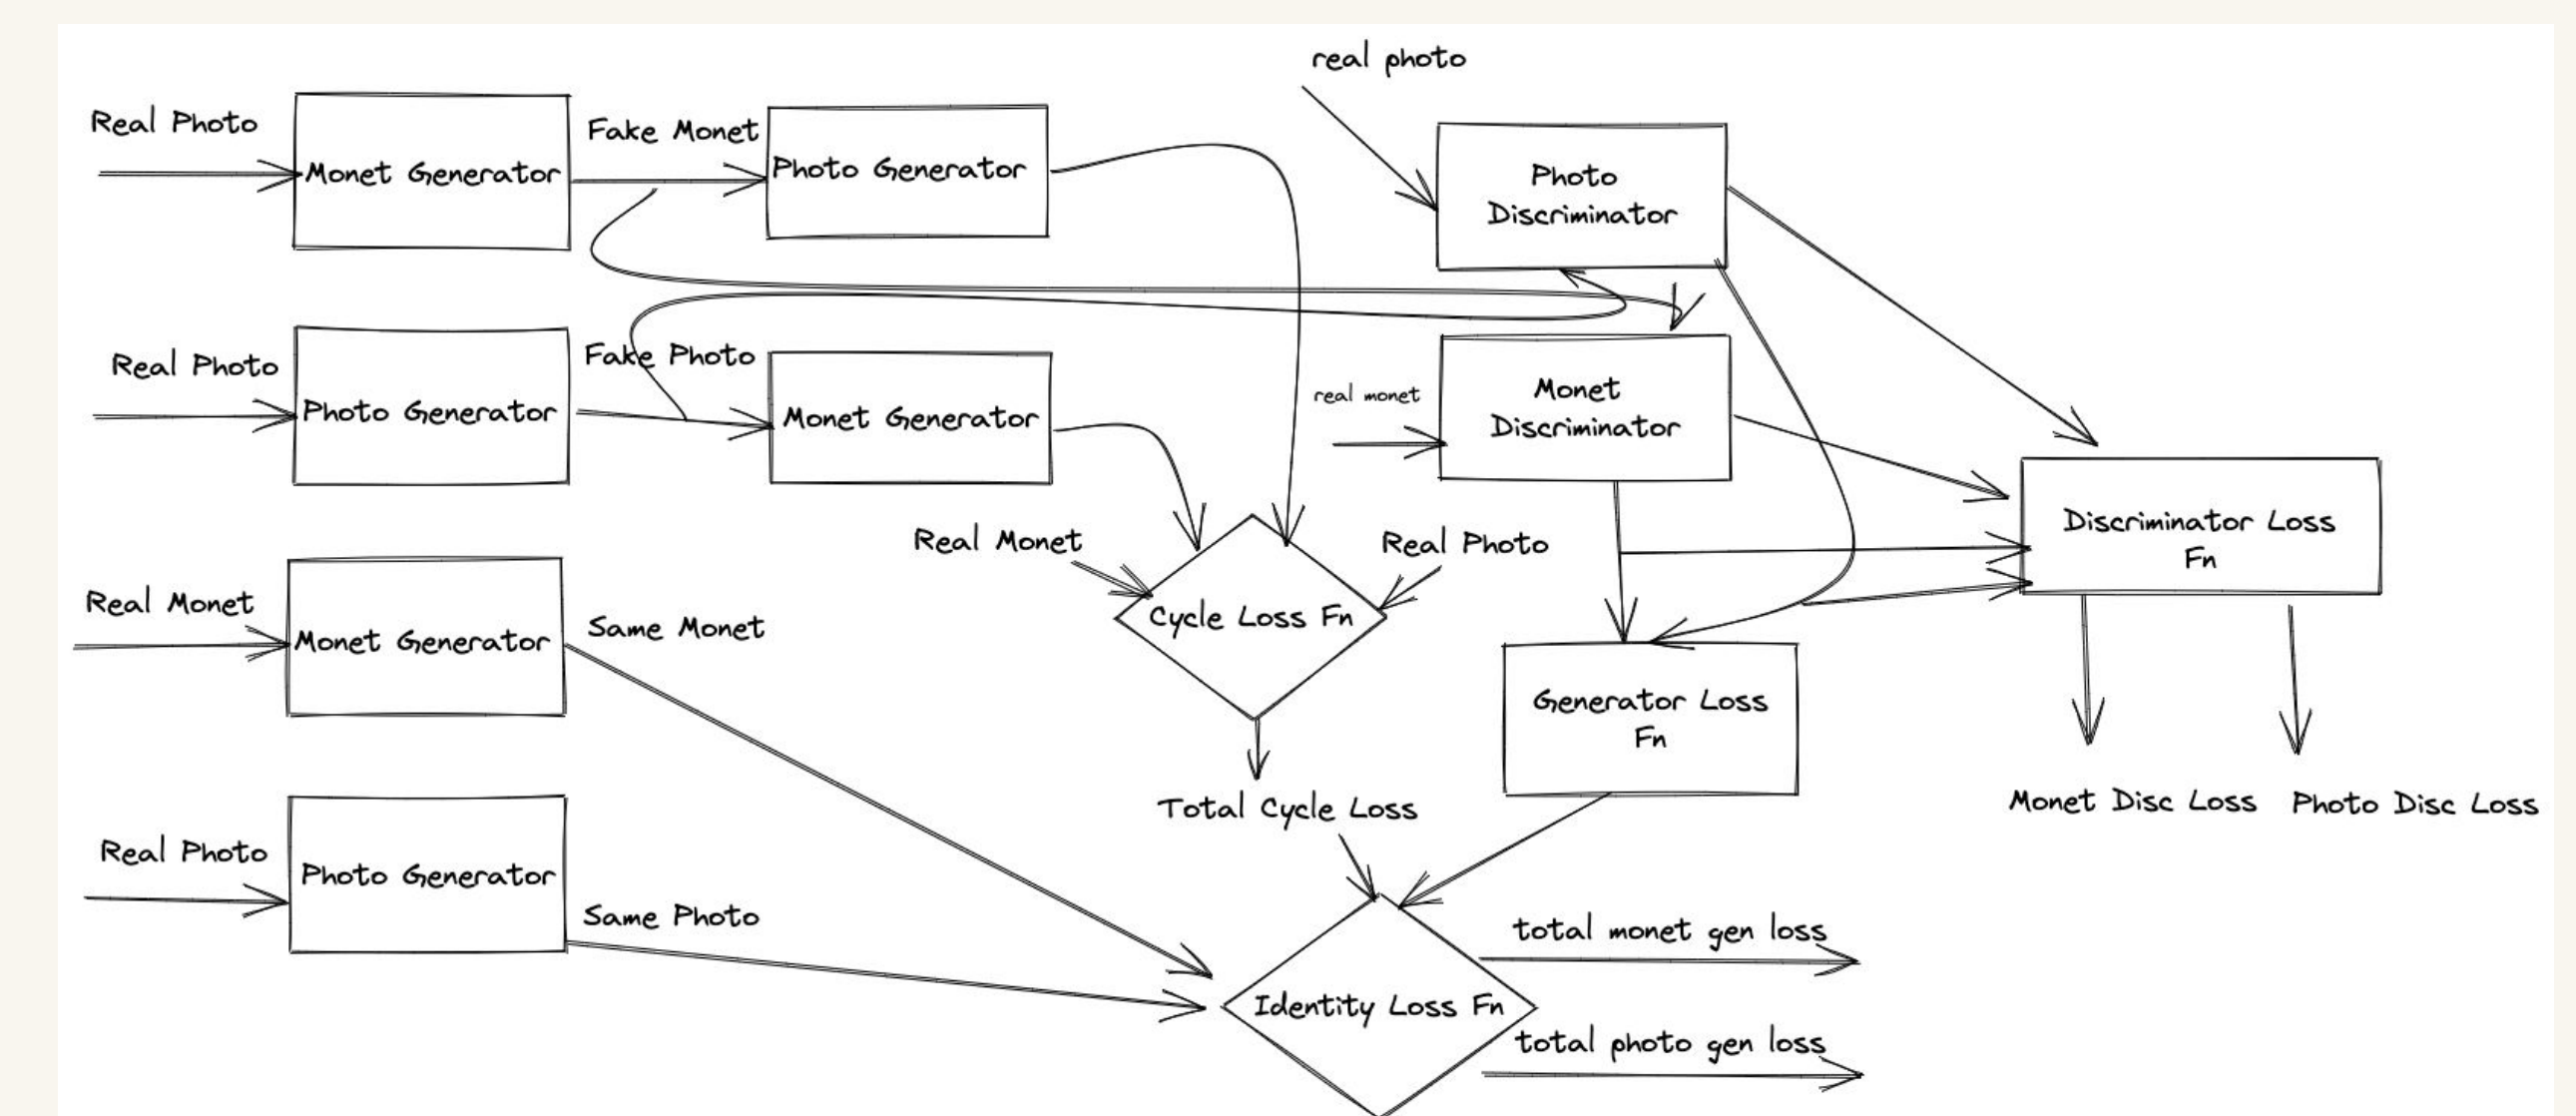 real photo
Real Photo
Monet Generator
Fake Monet
Photo Generator
Photo
Discriminator
Real Photo
Photo Generator
Fake Photo
Monet Generator
real monet
Monet
Discriminator
Real Monet
Real Photo
Cycle Loss Fn
Discriminator Loss
Fn
Real Monet
Monet Generator
Same Monet
Generator Loss
Fn
Total Cycle Loss
Monet Disc Loss
Photo Disc Loss
Real Photo
Photo Generator
Same Photo
Identity Loss Fn
total monet gen loss
total photo gen loss